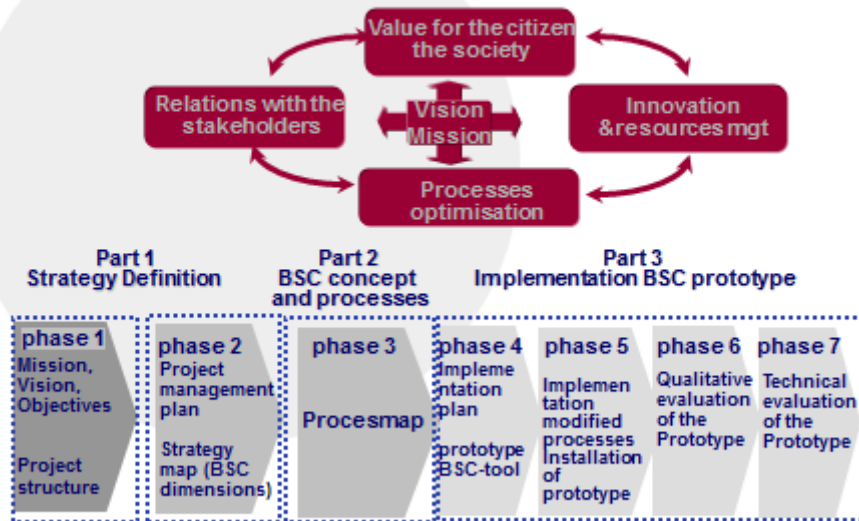 Value for the citizen
the society
Relations with the
stakeholders
Vision
Mission
Innovation
&resources mgt
Processes
optimisation
Part 1
Strategy Definition
Part 2
BSC concept
and processes
Part 3
Implementation BSC prototype
phase 1
Mission,
Vision,
Objectives
Project
structure
phase 2
Project
management
plan
Strategy
map (BSC
dimensions)
phase 3
Procesmap
phase 4
Impleme
ntation
plan
prototype
BSC-tool
phase 5
Implemen
tation
modified
processes
Installation
of
prototype
phase 6
Qualitative
evaluation
of the
Prototype
phase 7
Technical
evaluation
of the
Prototype